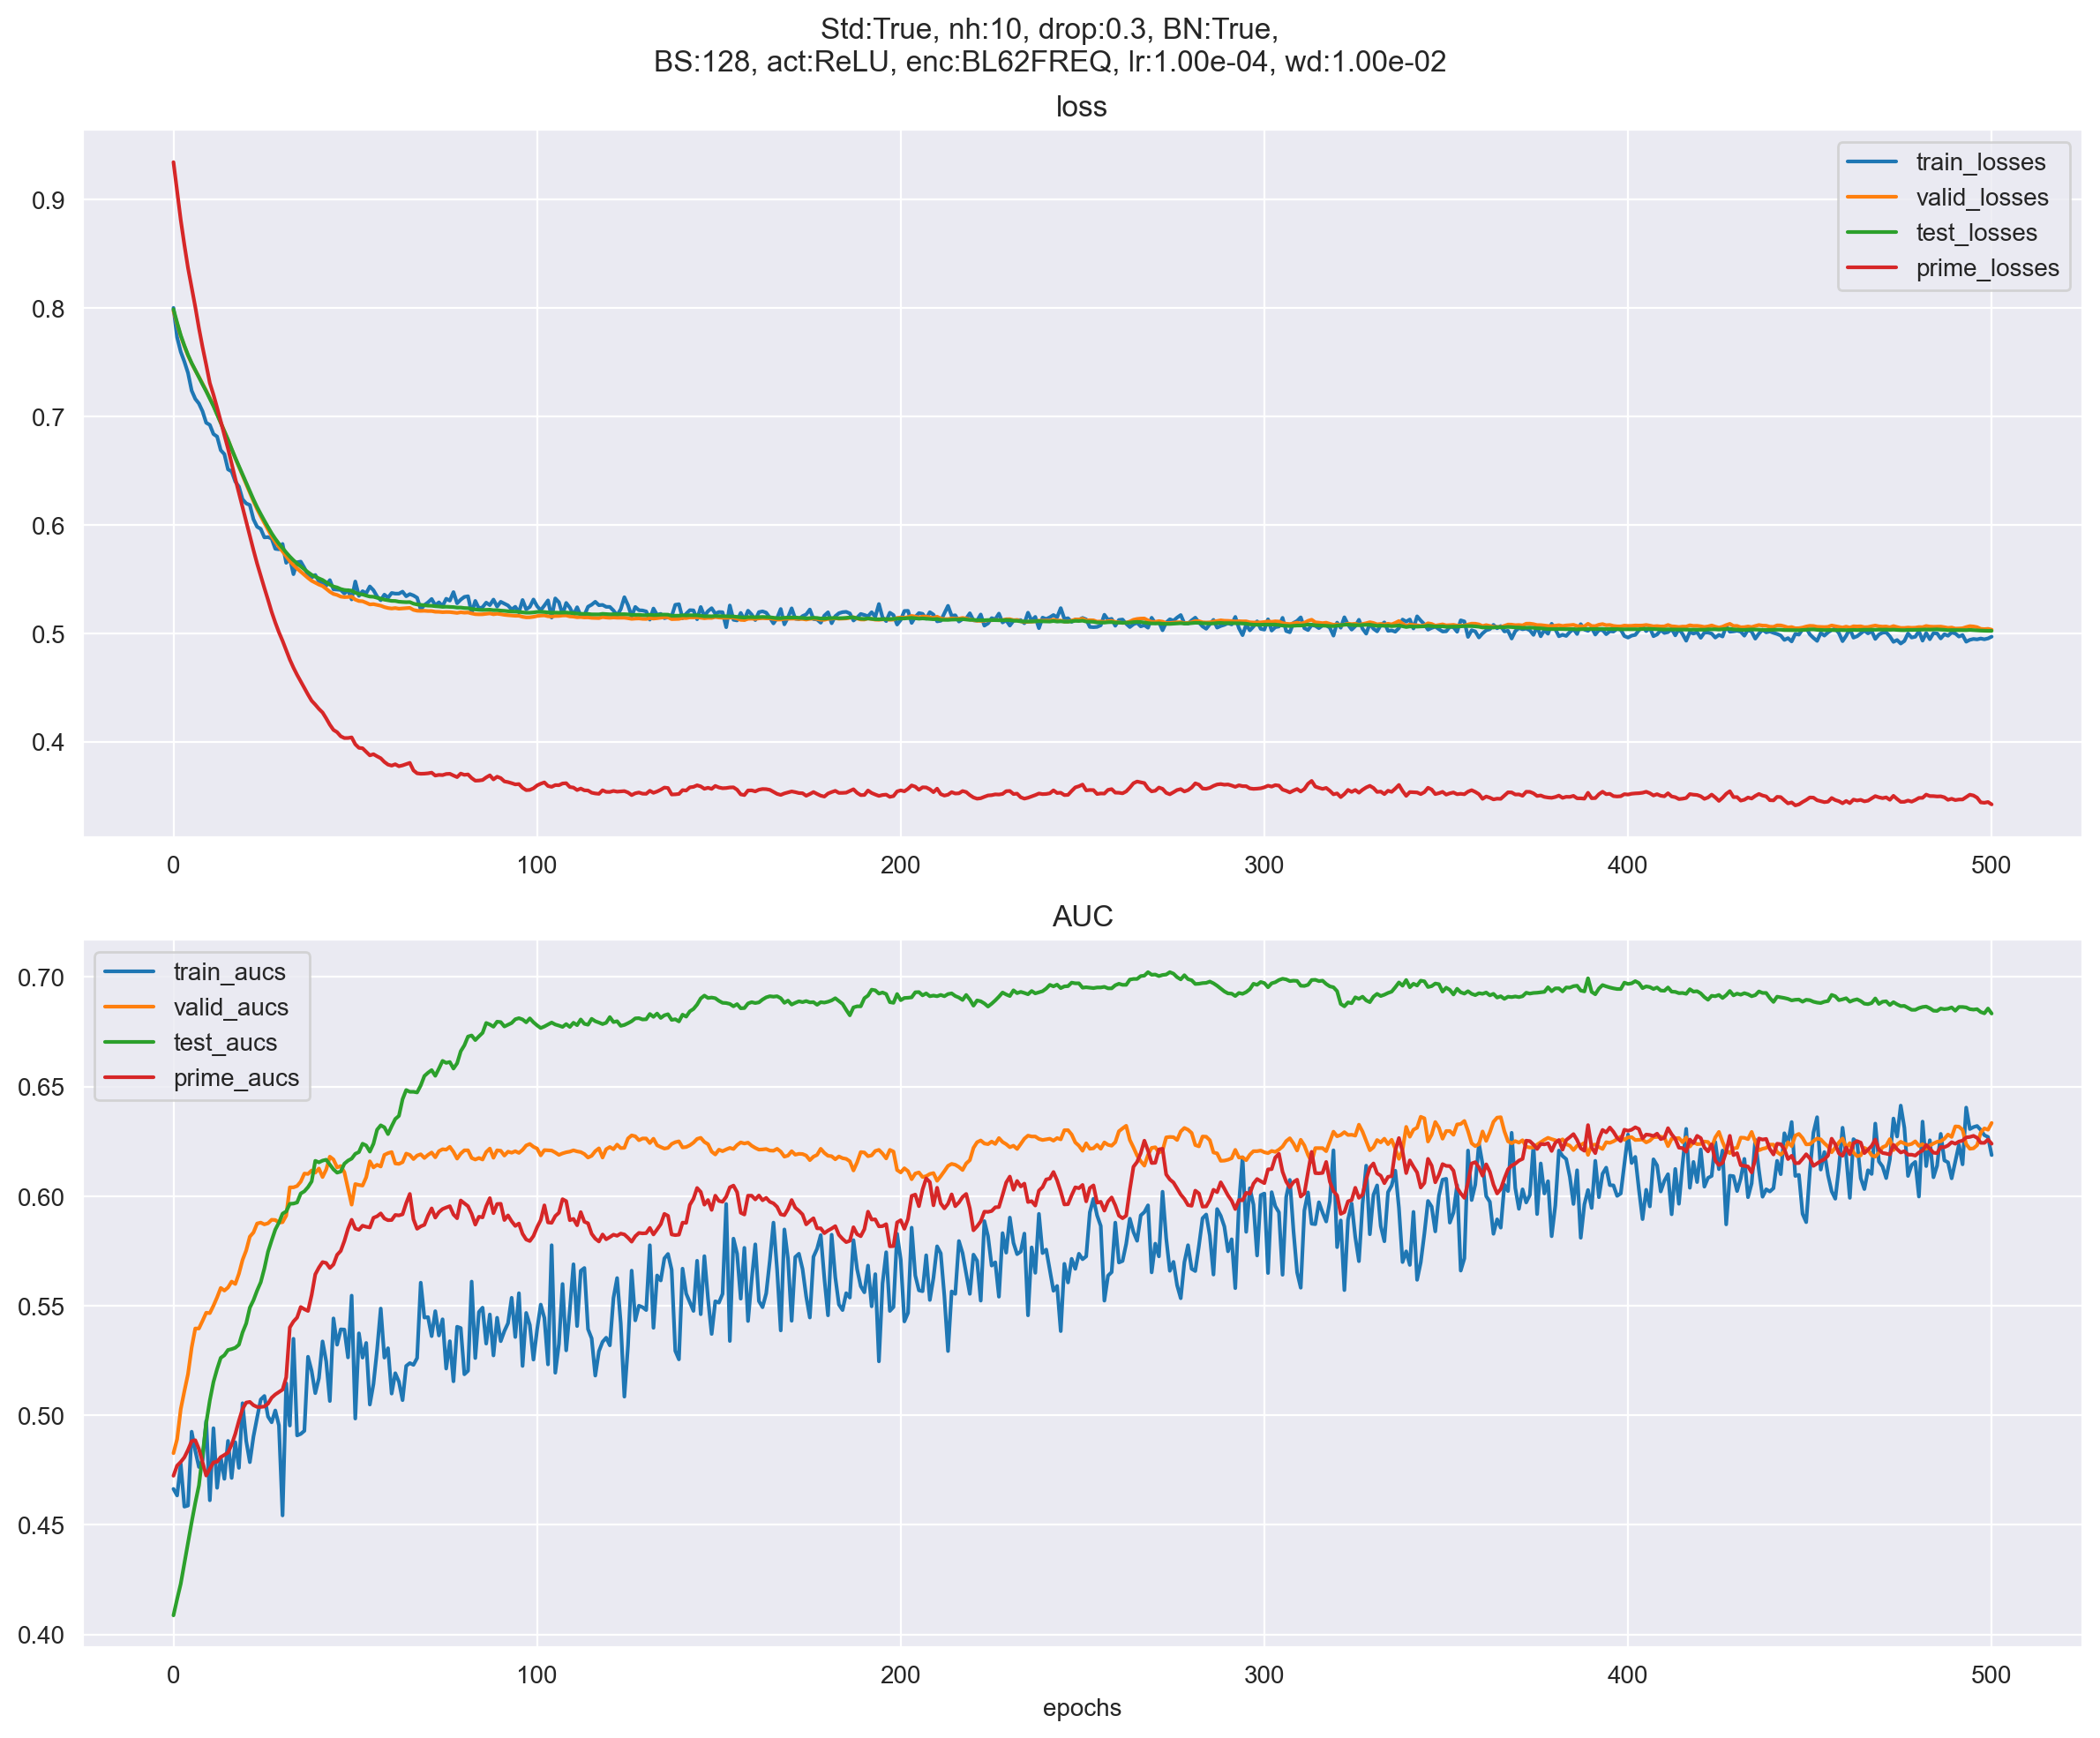 Std:True, nh:10, drop:0.3, BN:True,
BS:128, act:ReLU, enc:BL62FREQ, lr:1.00e-04, wd:1.00e-02
loss
train_losses
valid_losses
test_losses
prime_losses
0.9
0.8
0.7
0.6
0.5
0.4
0 100 200 300 400 500
AUC
train_aucs
valid_aucs
test_aucs
prime_aucs
0.70
0.65
0.60
0.55
0.50
0.45
0.40
0 100 200 300 400 500
epochs